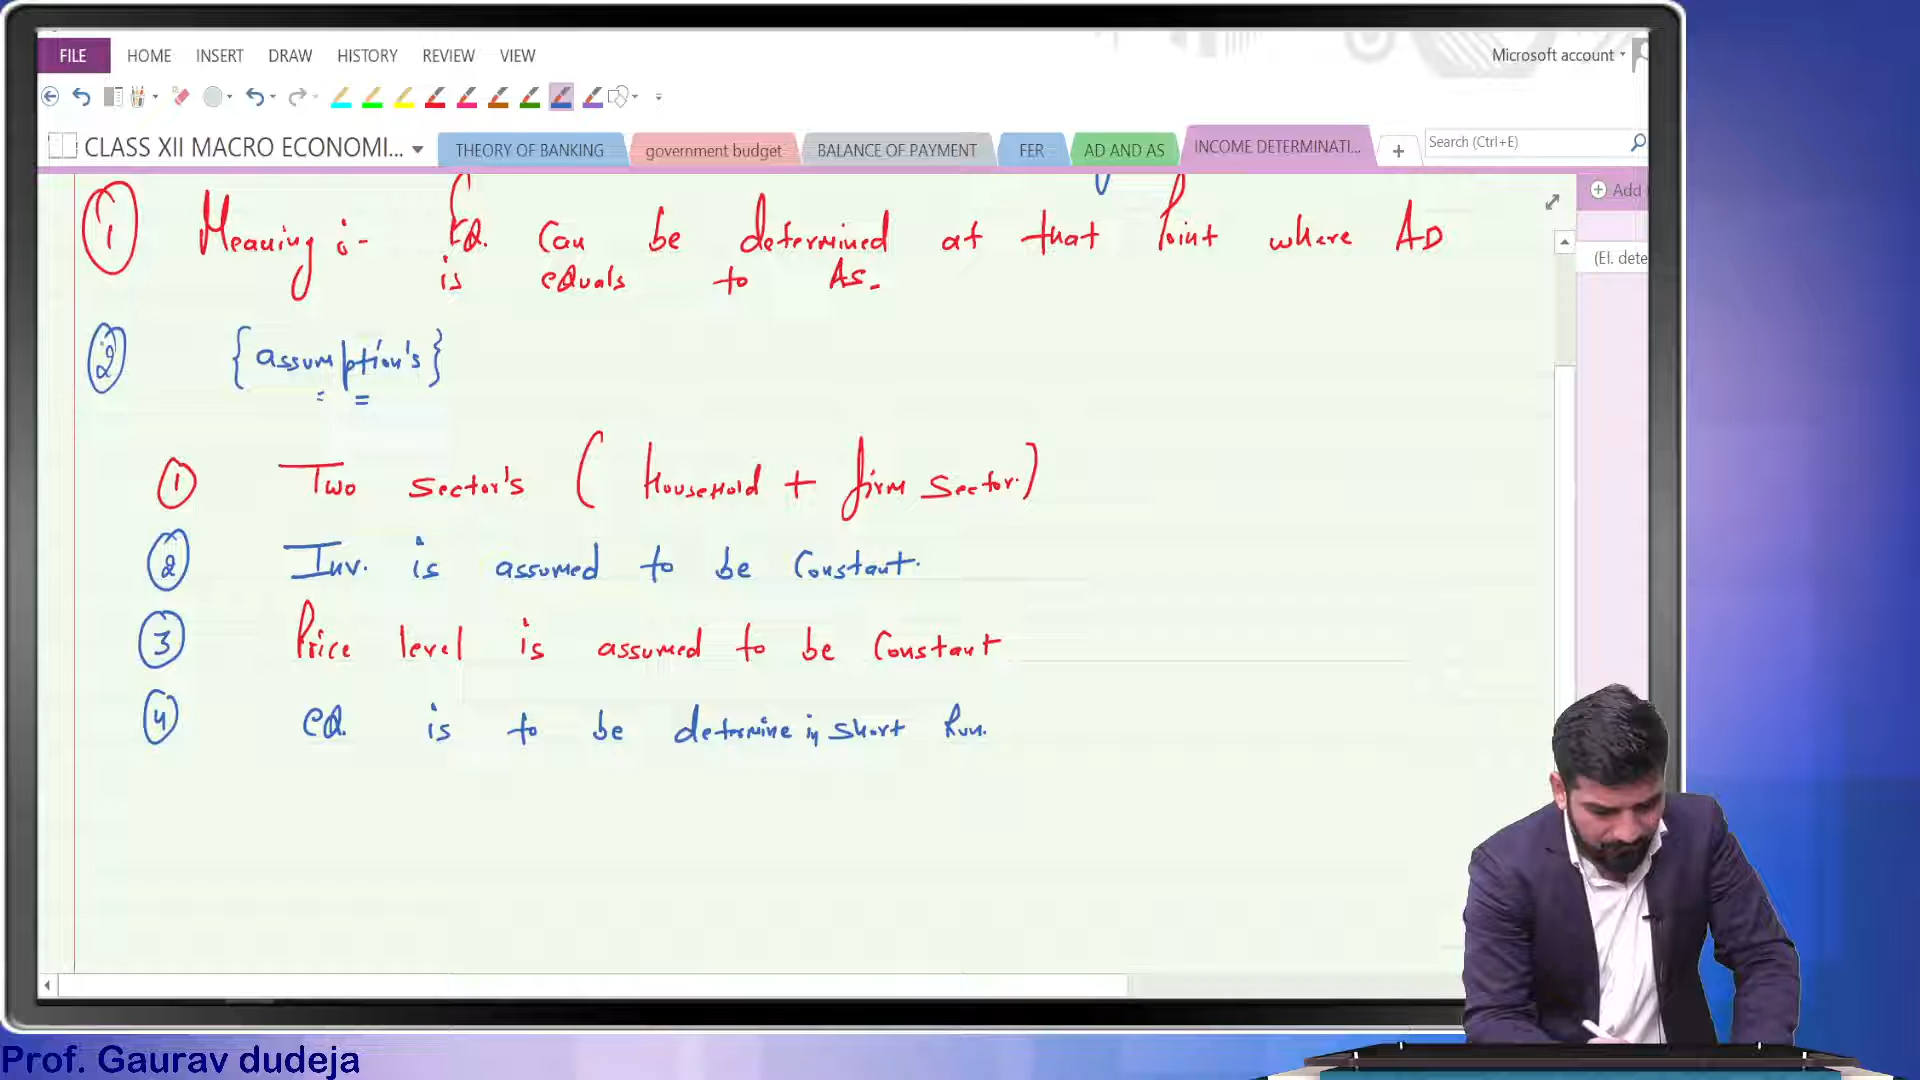 FILE HOME INSERT DRAW HISTORY REVIEW VIEW Microsoft account
CLASS XII MACRO ECONOMI... THEORY OF BANKING government budget BALANCE OF PAYMENT FER AD AND AS INCOME DETERMINATI... + Search (Ctrl+E)
Add
(El. dete
① Meaning :- EQ. Can be determined at that Point where AD
is equals to AS.
② {assumption's}
① Two sector's (Household + firm sector.)
② Inv. is assumed to be Constant.
③ Price level is assumed to be Constant
④ EQ. is to be determine in short Run.
Prof. Gaurav dudeja